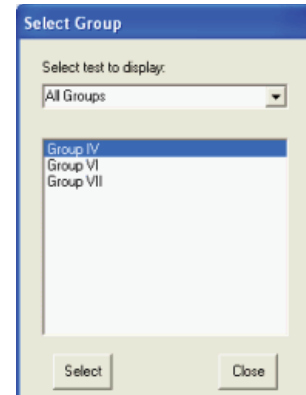 Select Group
Select test to display:
All Groups
Group IV
Group VI
Group VII
Select
Close